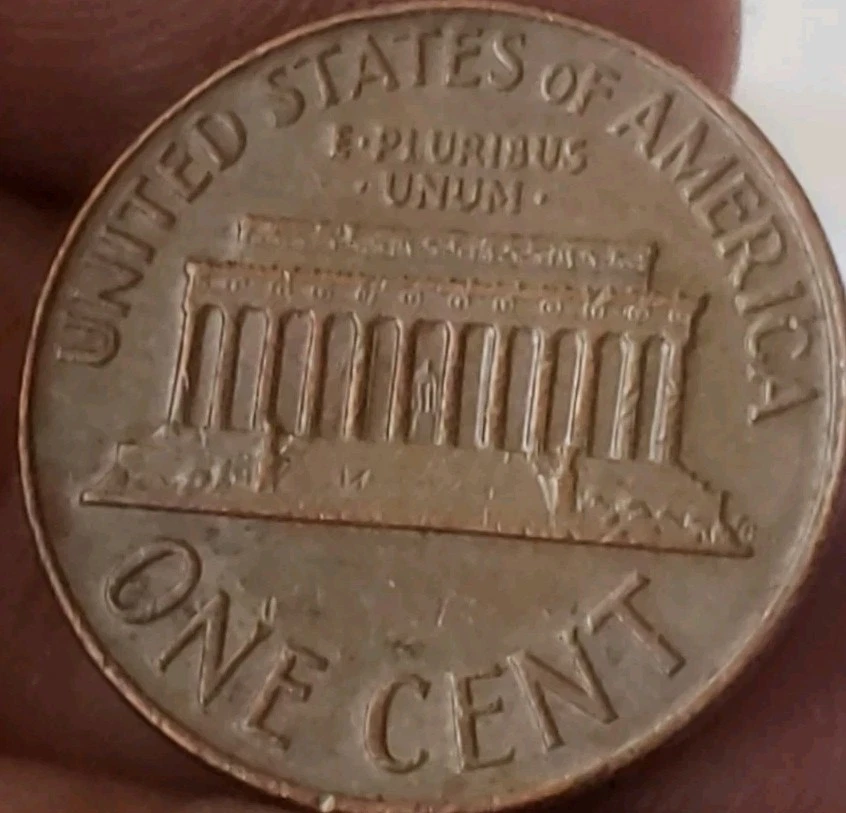 UNITED STATES OF AMERICA
E·PLURIBUS
·UNUM·
ONE CENT